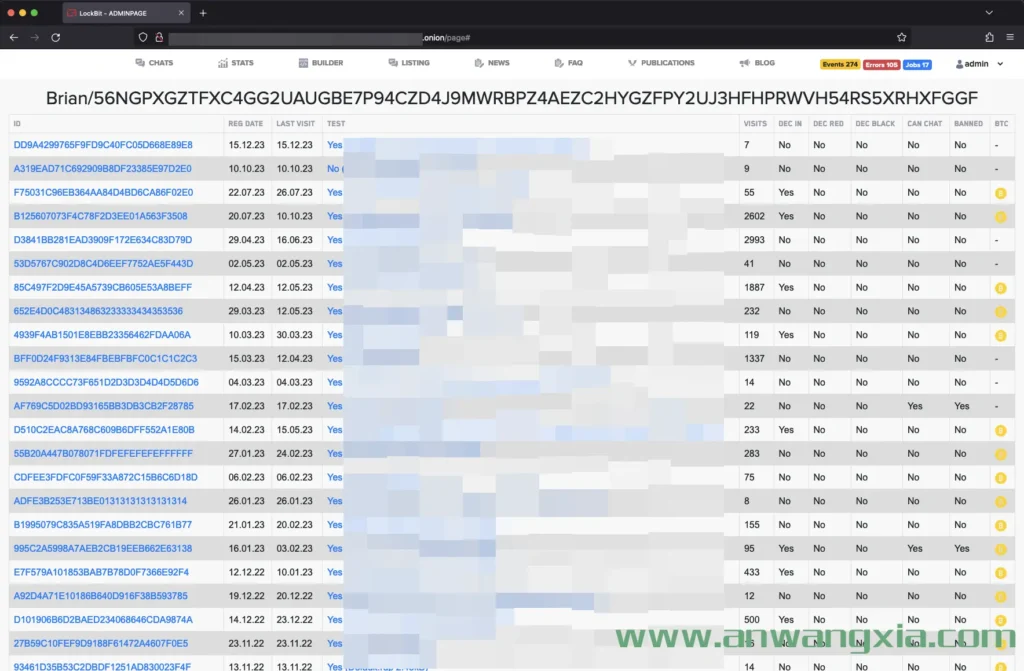 LockBit - ADMINPAGE
.onion/page#
CHATS STATS BUILDER LISTING NEWS FAQ PUBLICATIONS BLOG Events 274 Errors 105 Jobs 17 admin
Brian/56NGPXGZTFXC4GG2UAUGBE7P94CZD4J9MWRBPZ4AEZC2HYGZFPY2UJ3HFHPRWVH54RS5XRHXFGGF
ID REG DATE LAST VISIT TEST VISITS DEC IN DEC RED DEC BLACK CAN CHAT BANNED BTC
DD9A4299765F9FD9C40FC05D668E89E8 15.12.23 15.12.23 Yes 7 No No No No No -
A319EAD71C692909B8DF23385E97D2E0 10.10.23 10.10.23 No ( 9 No No No No No -
F75031C96EB364AA84D4BD6CA86F02E0 22.07.23 26.07.23 Yes 55 Yes No No No No
B125607073F4C78F2D3EE01A563F3508 20.07.23 10.10.23 Yes 2602 Yes No No No No
D3841BB281EAD3909F172E634C83D79D 29.04.23 16.06.23 Yes 2993 No No No No No -
53D5767C902D8C4D6EEF7752AE5F443D 02.05.23 02.05.23 Yes 41 No No No No No -
85C497F2D9E45A5739CB605E53A8BEFF 12.04.23 12.05.23 Yes 1887 Yes No No No No
652E4D0C483134863233333434353536 29.03.23 12.05.23 Yes 232 No No No No No
4939F4AB1501E8EBB23356462FDAA06A 10.03.23 30.03.23 Yes 119 Yes No No No No
BFF0D24F9313E84FBEBFBFC0C1C1C2C3 15.03.23 12.04.23 Yes 1337 No No No No No -
9592A8CCCC73F651D2D3D3D4D4D5D6D6 04.03.23 04.03.23 Yes 14 No No No No No -
AF769C5D02BD93165BB3DB3CB2F28785 17.02.23 17.02.23 Yes 22 No No No Yes Yes -
D510C2EAC8A768C609B6DFF552A1E80B 14.02.23 15.05.23 Yes 233 Yes No No No No
55B20A447B078071FDFEFEFEFEFFFFFF 27.01.23 24.02.23 Yes 283 No No No No No
CDFEE3FDFC0F59F33A872C15B6C6D18D 06.02.23 06.02.23 Yes 75 No No No No No
ADFE3B253E713BE01313131313131314 26.01.23 26.01.23 Yes 8 No No No No No
B1995079C835A519FA8DBB2CBC761B77 21.01.23 20.02.23 Yes 155 No No No No No
995C2A5998A7AEB2CB19EEB662E63138 16.01.23 03.02.23 Yes 95 Yes No No Yes Yes
E7F579A101853BAB7B78D0F7366E92F4 12.12.22 10.01.23 Yes 433 Yes No No No No
A92D4A71E10186B640D916F38B593785 19.12.22 20.12.22 Yes 12 No No No No No
D101906B6D2BAED234068646CDA9874A 14.12.22 23.12.22 Yes 500 Yes No No No No
27B59C10FEF9D9188F61472A4607F0E5 23.11.22 23.11.22 Yes
www.anwangxia.com
93461D35B53C2DBDF1251AD830023F4F 13.11.22 13.11.22 Yes 14 No No No No No